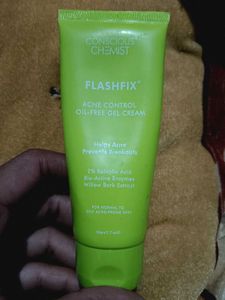 CONSCIOUS
CHEMIST
FLASHFIX
ACNE CONTROL
OIL-FREE GEL CREAM
Helps Acne
Prevents Breakouts
2% Salicylic Acid
Bio-Active Enzymes
Willow Bark Extract
FOR NORMAL TO
OILY ACNE-PRONE SKIN